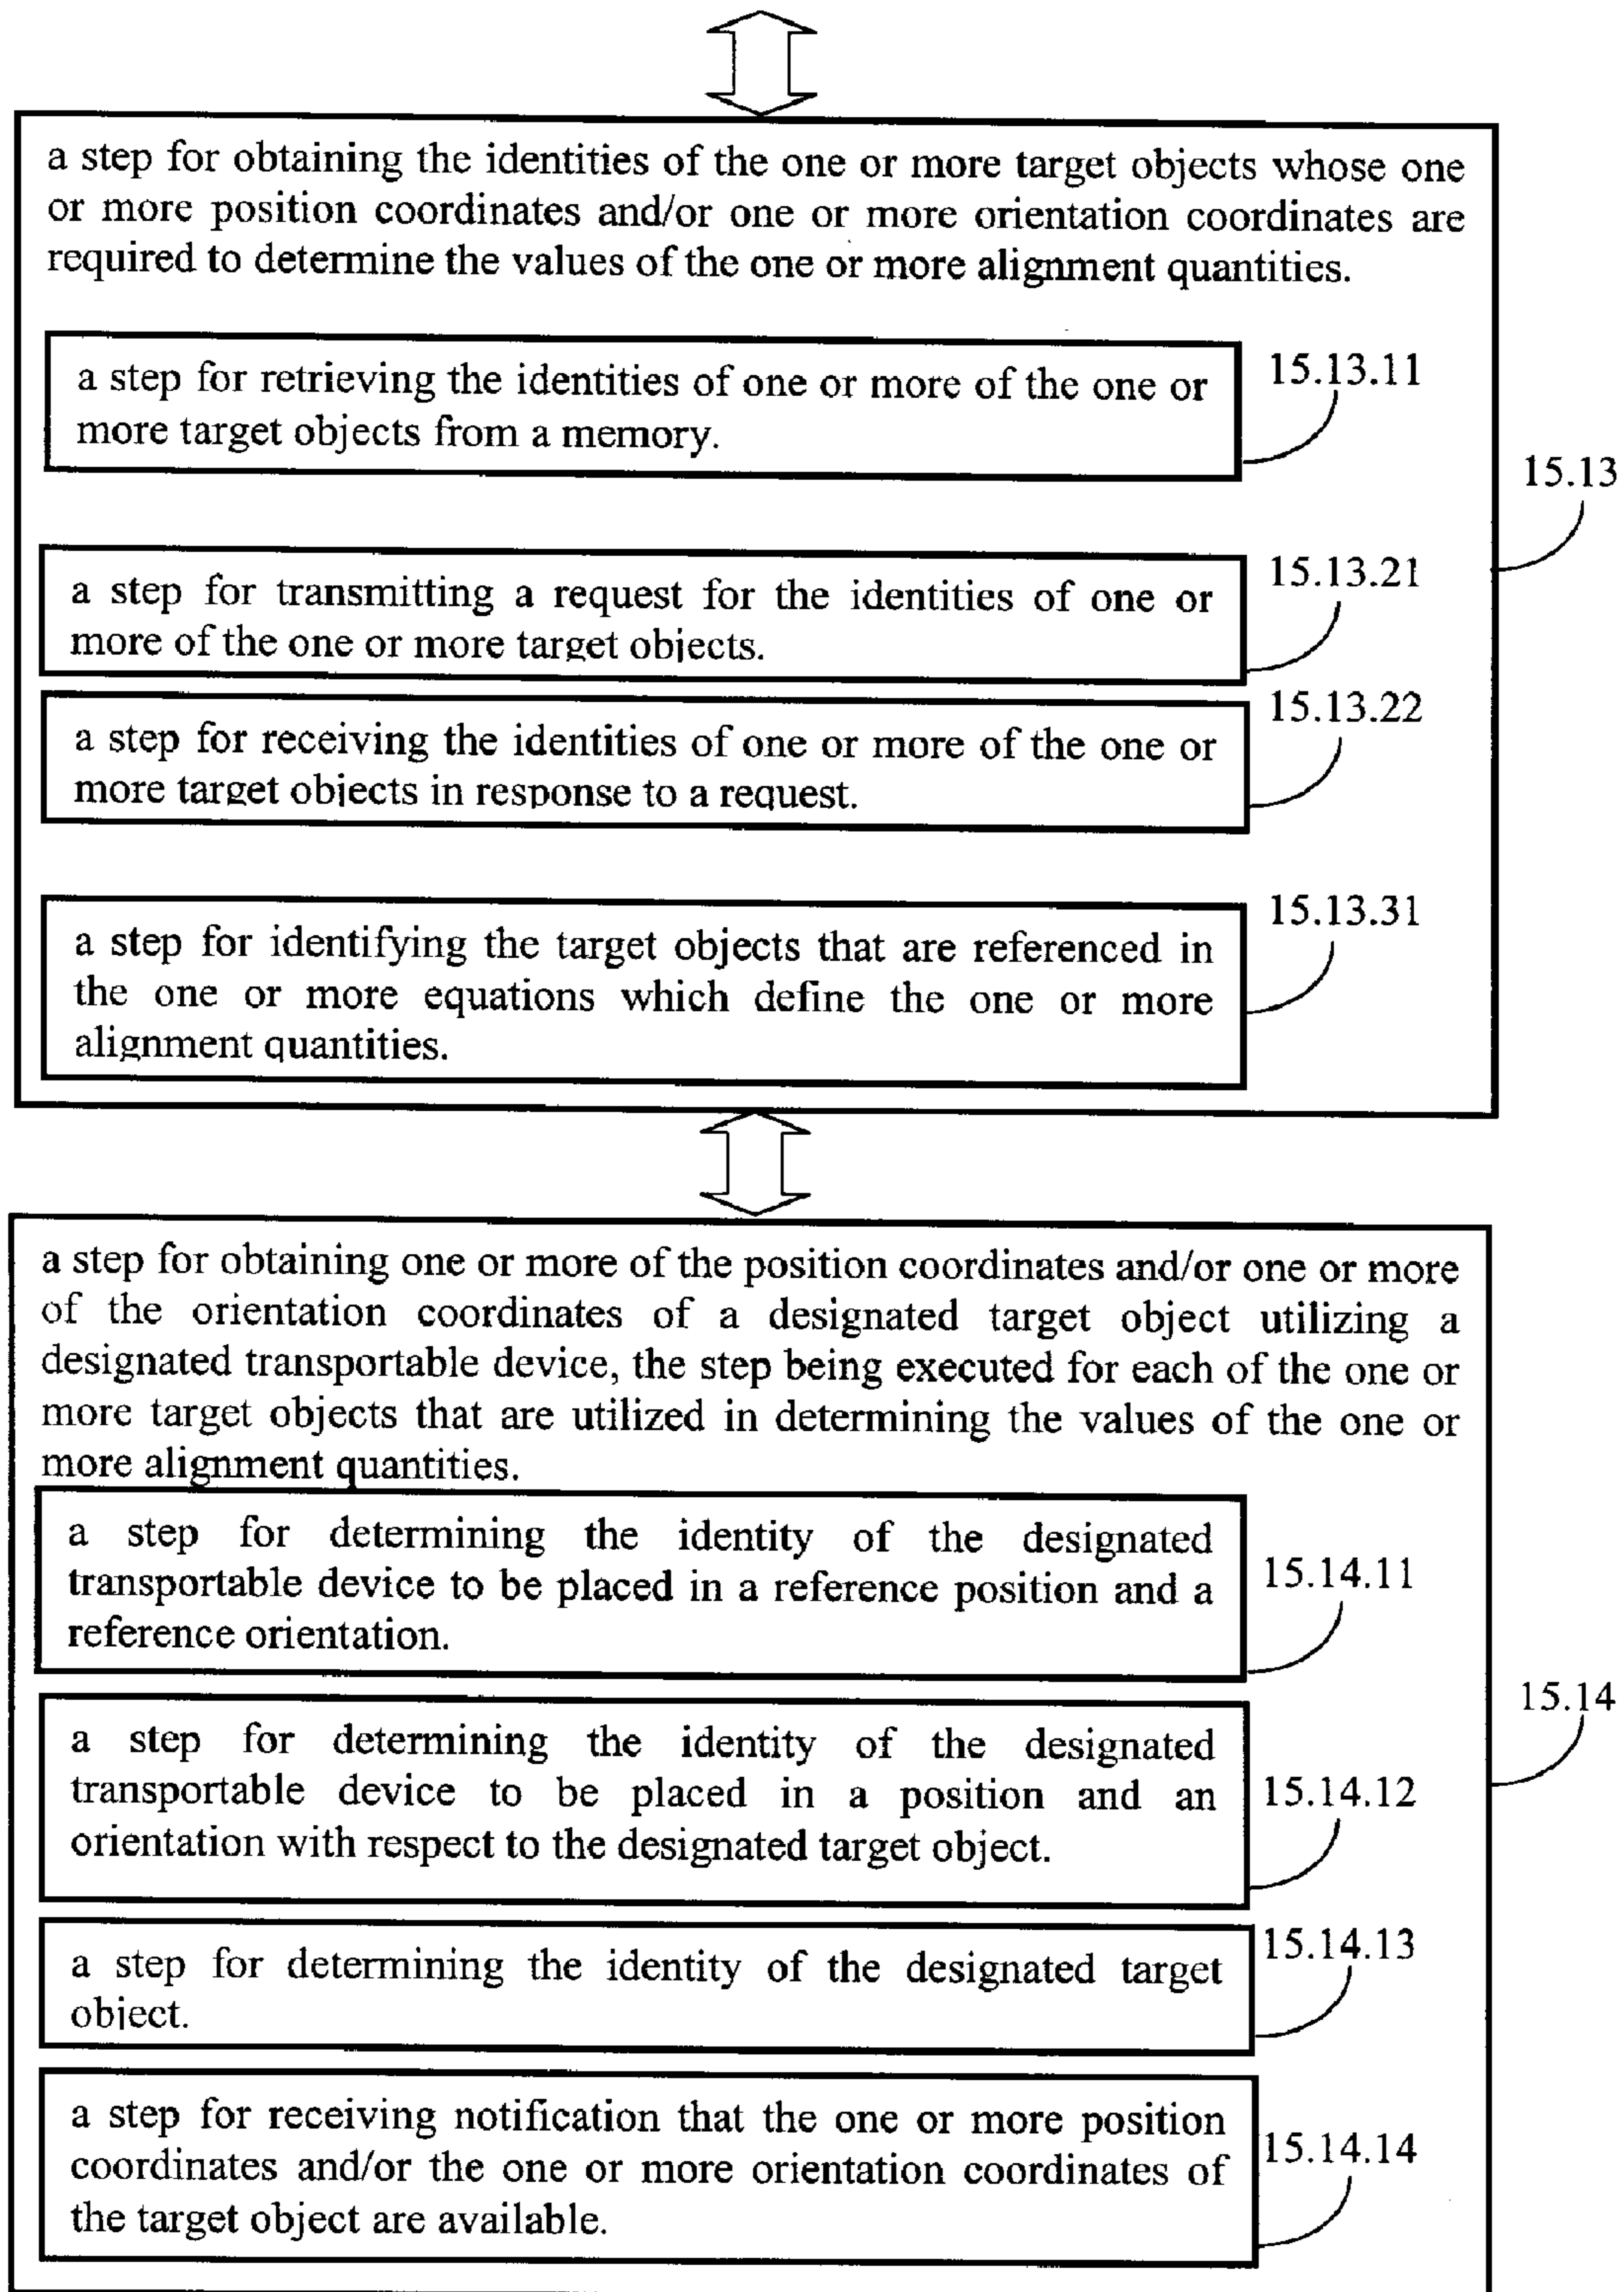 a step for obtaining the identities of the one or more target objects whose one
or more position coordinates and/or one or more orientation coordinates are
required to determine the values of the one or more alignment quantities.
a step for retrieving the identities of one or more of the one or
more target objects from a memory.
15.13.11
15.13
a step for transmitting a request for the identities of one or
more of the one or more target objects.
15.13.21
a step for receiving the identities of one or more of the one or
more target objects in response to a request.
15.13.22
a step for identifying the target objects that are referenced in
the one or more equations which define the one or more
alignment quantities.
15.13.31
a step for obtaining one or more of the position coordinates and/or one or more
of the orientation coordinates of a designated target object utilizing a
designated transportable device, the step being executed for each of the one or
more target objects that are utilized in determining the values of the one or
more alignment quantities.
a step for determining the identity of the designated
transportable device to be placed in a reference position and a
reference orientation.
15.14.11
15.14
a step for determining the identity of the designated
transportable device to be placed in a position and an
orientation with respect to the designated target object.
15.14.12
a step for determining the identity of the designated target
object.
15.14.13
a step for receiving notification that the one or more position
coordinates and/or the one or more orientation coordinates of
the target object are available.
15.14.14